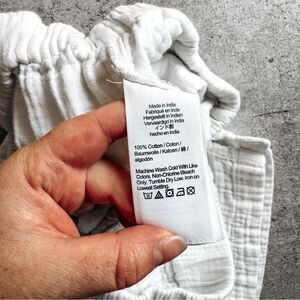 Made in India
Fabriqué en Inde
Hergestellt in Indien
Vervaardigd in Indien
インド製
hecho en Indio
100% Cotton / Coton /
Baumwolle / Katoen / 綿 /
algodón
Machine Wash Cold With Like
Colors. Non-Chlorine Bleach
Only. Tumble Dry Low. Iron on
Lowest Setting.